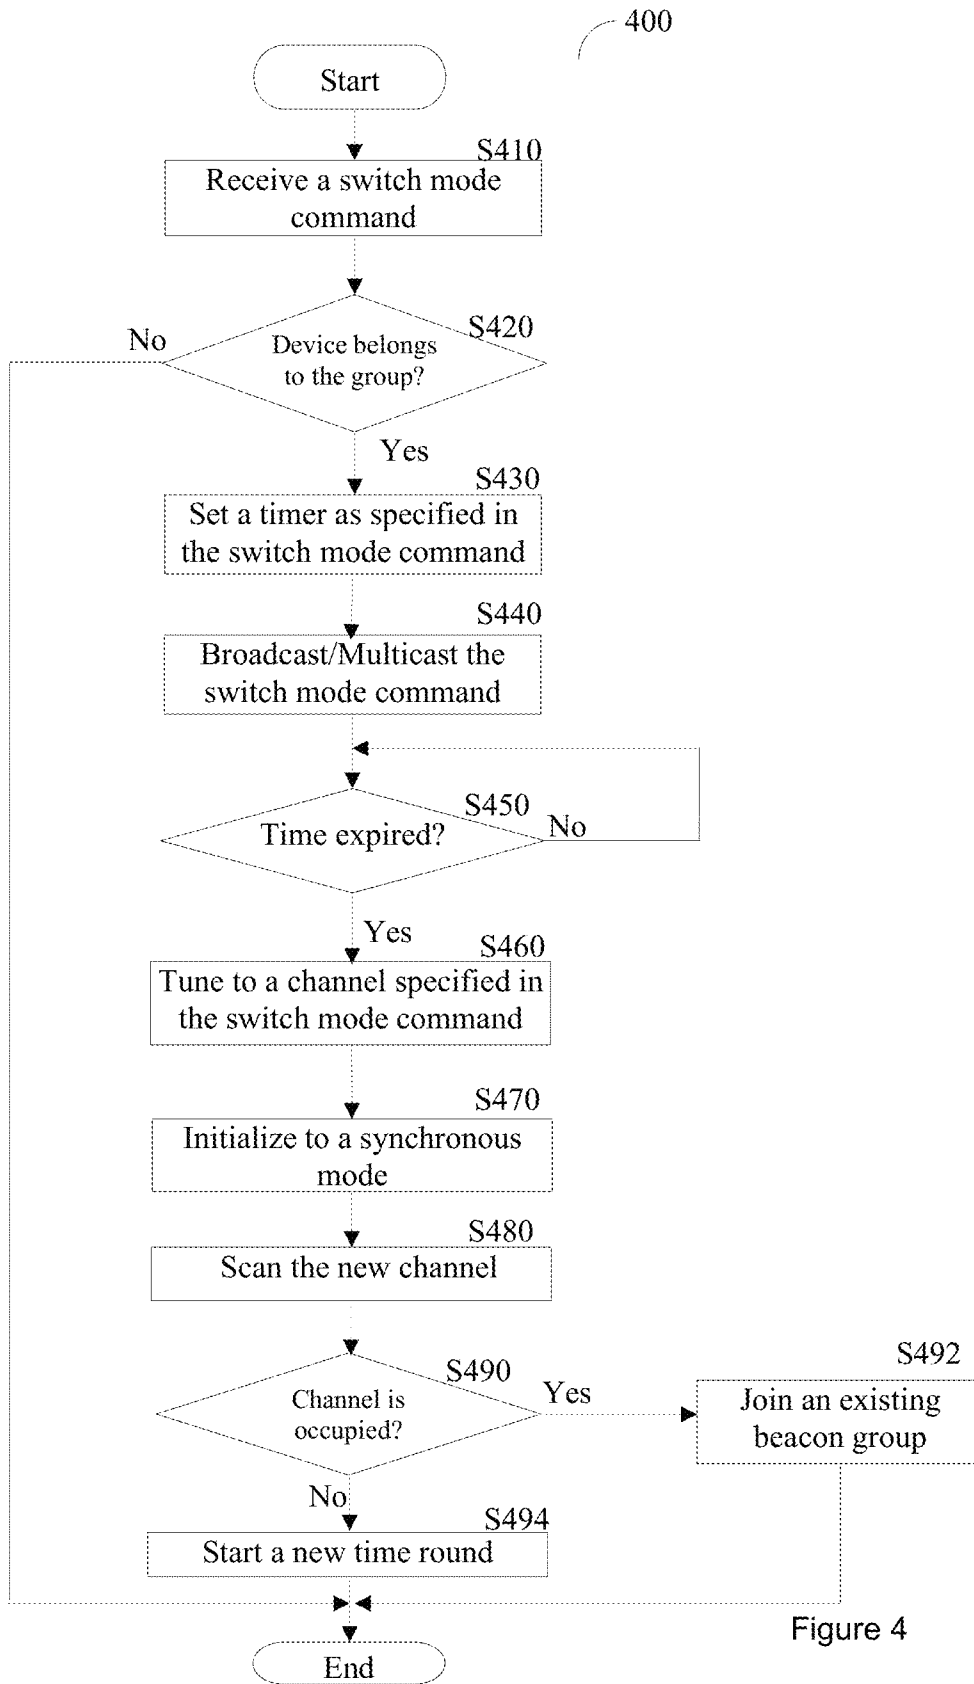 400
Start
S410
Receive a switch mode
command
No
S420
Device belongs
to the group?
Yes
S430
Set a timer as specified in
the switch mode command
S440
Broadcast/Multicast the
switch mode command
S450
Time expired?
No
Yes
S460
Tune to a channel specified in
the switch mode command
S470
Initialize to a synchronous
mode
S480
Scan the new channel
S490
Channel is
occupied?
Yes
S492
Join an existing
beacon group
No
S494
Start a new time round
End
Figure 4